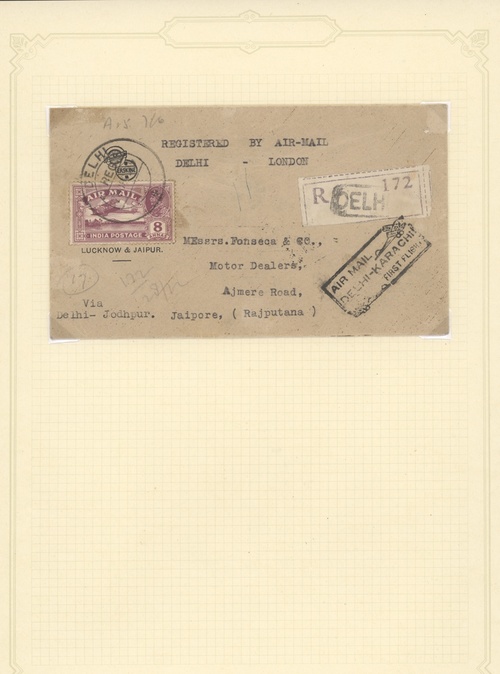 REGISTERED BY AIR-MAIL
DELHI - LONDON
DELHI
R DELHI 172
AIR MAIL
INDIA POSTAGE
8
LUCKNOW & JAIPUR.
MEssrs. Fonseca & CO.,
Motor Dealers,
Ajmere Road,
Jaipore, ( Rajputana )
Via
Delhi- Jodhpur.
AIR MAIL
DELHI-KARACHI
FIRST FLIGHT
17